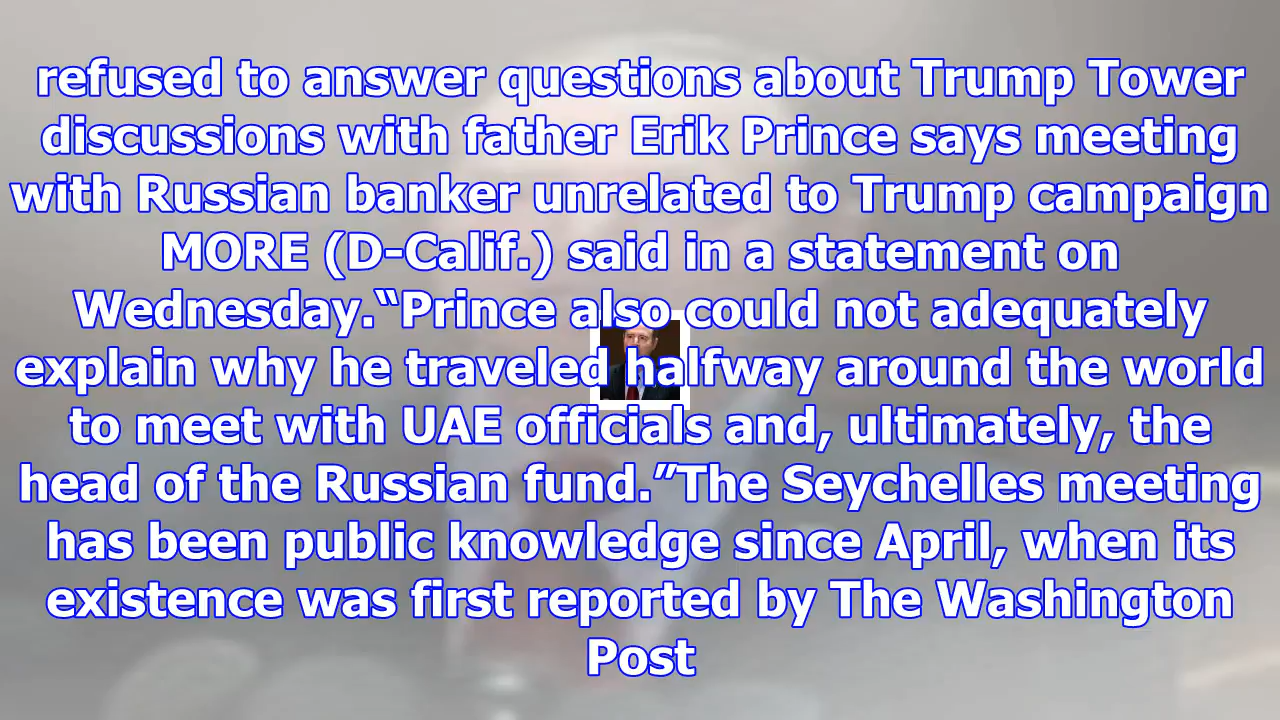 refused to answer questions about Trump Tower
discussions with father Erik Prince says meeting
with Russian banker unrelated to Trump campaign
MORE (D-Calif.) said in a statement on
Wednesday.“Prince also could not adequately
explain why he traveled halfway around the world
to meet with UAE officials and, ultimately, the
head of the Russian fund.”The Seychelles meeting
has been public knowledge since April, when its
existence was first reported by The Washington
Post